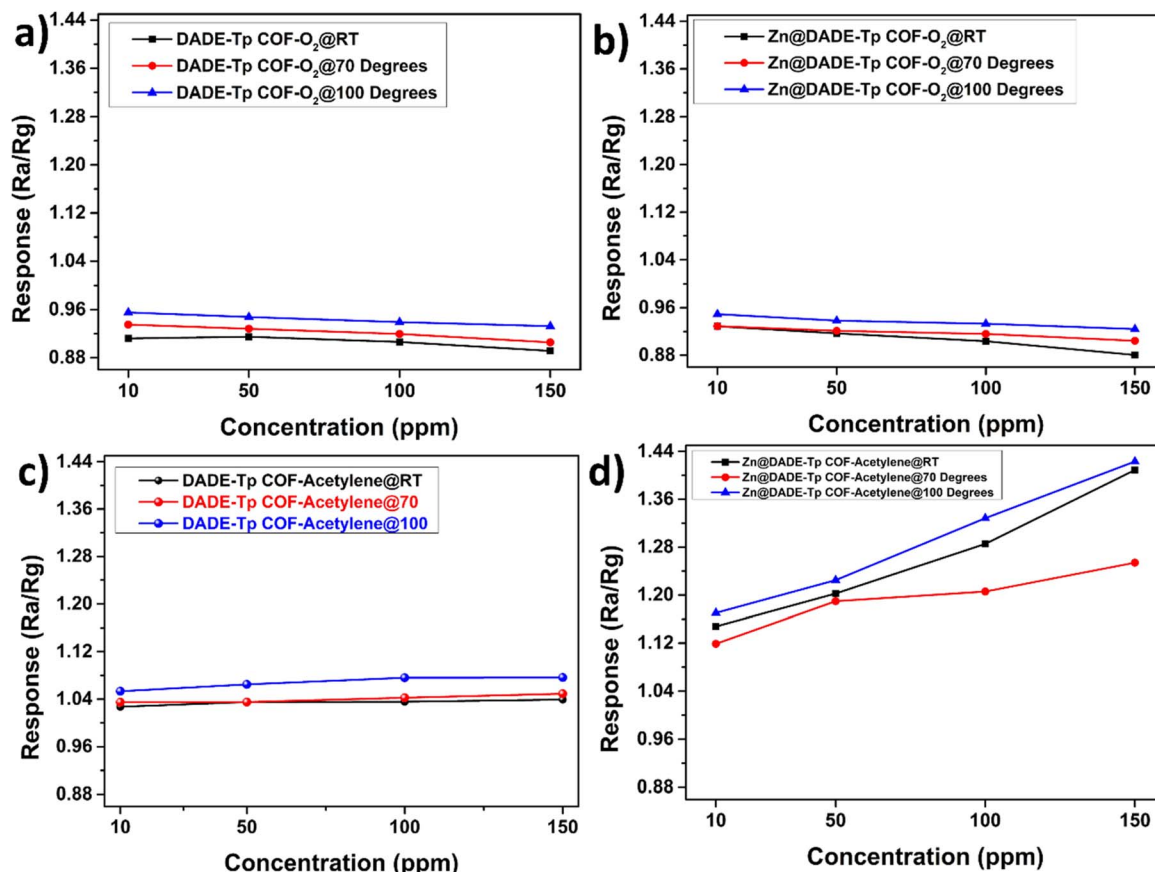 a)
DADE-Tp COF-O₂@RT
DADE-Tp COF-O₂@70 Degrees
DADE-Tp COF-O₂@100 Degrees
Response (Ra/Rg)
1.44
1.36
1.28
1.20
1.12
1.04
0.96
0.88
10 50 100 150
Concentration (ppm)
b)
Zn@DADE-Tp COF-O₂@RT
Zn@DADE-Tp COF-O₂@70 Degrees
Zn@DADE-Tp COF-O₂@100 Degrees
Response (Ra/Rg)
1.44
1.36
1.28
1.20
1.12
1.04
0.96
0.88
10 50 100 150
Concentration (ppm)
c)
DADE-Tp COF-Acetylene@RT
DADE-Tp COF-Acetylene@70
DADE-Tp COF-Acetylene@100
Response (Ra/Rg)
1.44
1.36
1.28
1.20
1.12
1.04
0.96
0.88
10 50 100 150
Concentration (ppm)
d)
Zn@DADE-Tp COF-Acetylene@RT
Zn@DADE-Tp COF-Acetylene@70 Degrees
Zn@DADE-Tp COF-Acetylene@100 Degrees
Response (Ra/Rg)
1.44
1.36
1.28
1.20
1.12
1.04
0.96
0.88
10 50 100 150
Concentration (ppm)